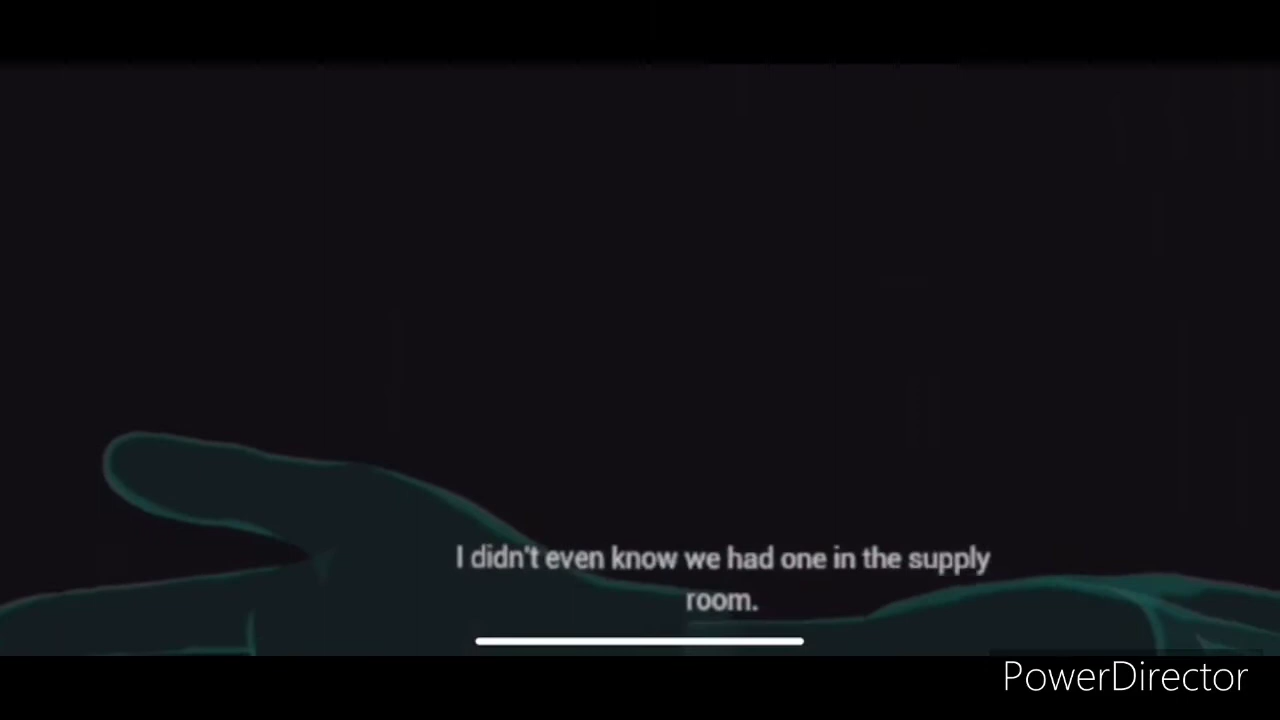 I didn't even know we had one in the supply
room.
PowerDirector